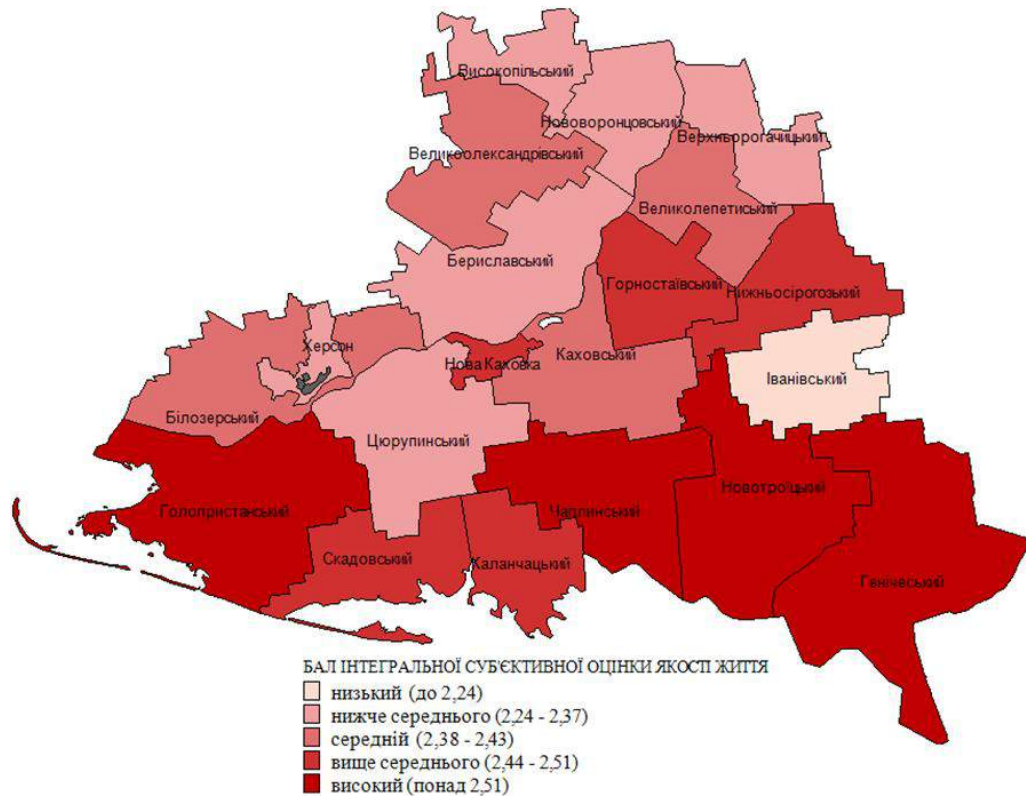 Високопільський
Нововоронцовський
Верхньорогачицький
Великоолександрівський
Великолепетиський
Бериславський
Горностаївський
Нижньосірогозький
Херсон
Нова Каховка
Каховський
Іванівський
Білозерський
Цюрупинський
Голопристанський
Чаплинський
Новотроїцький
Скадовський
Каланчацький
Генічеський
БАЛ ІНТЕГРАЛЬНОЇ СУБ'ЄКТИВНОЇ ОЦІНКИ ЯКОСТІ ЖИТТЯ
низький (до 2,24)
нижче середнього (2,24 - 2,37)
середній (2,38 - 2,43)
вище середнього (2,44 - 2,51)
високий (понад 2,51)